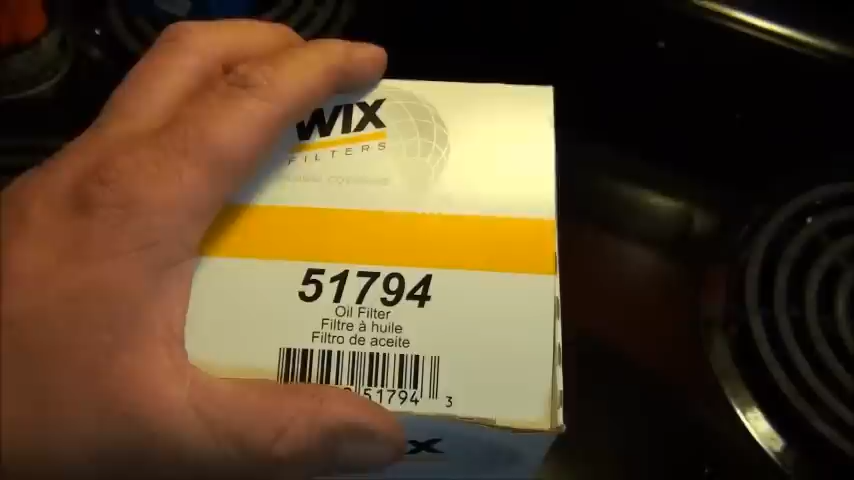 WIX
FILTERS
51794
Oil Filter
Filtre à huile
Filtro de aceite
51794 3
X